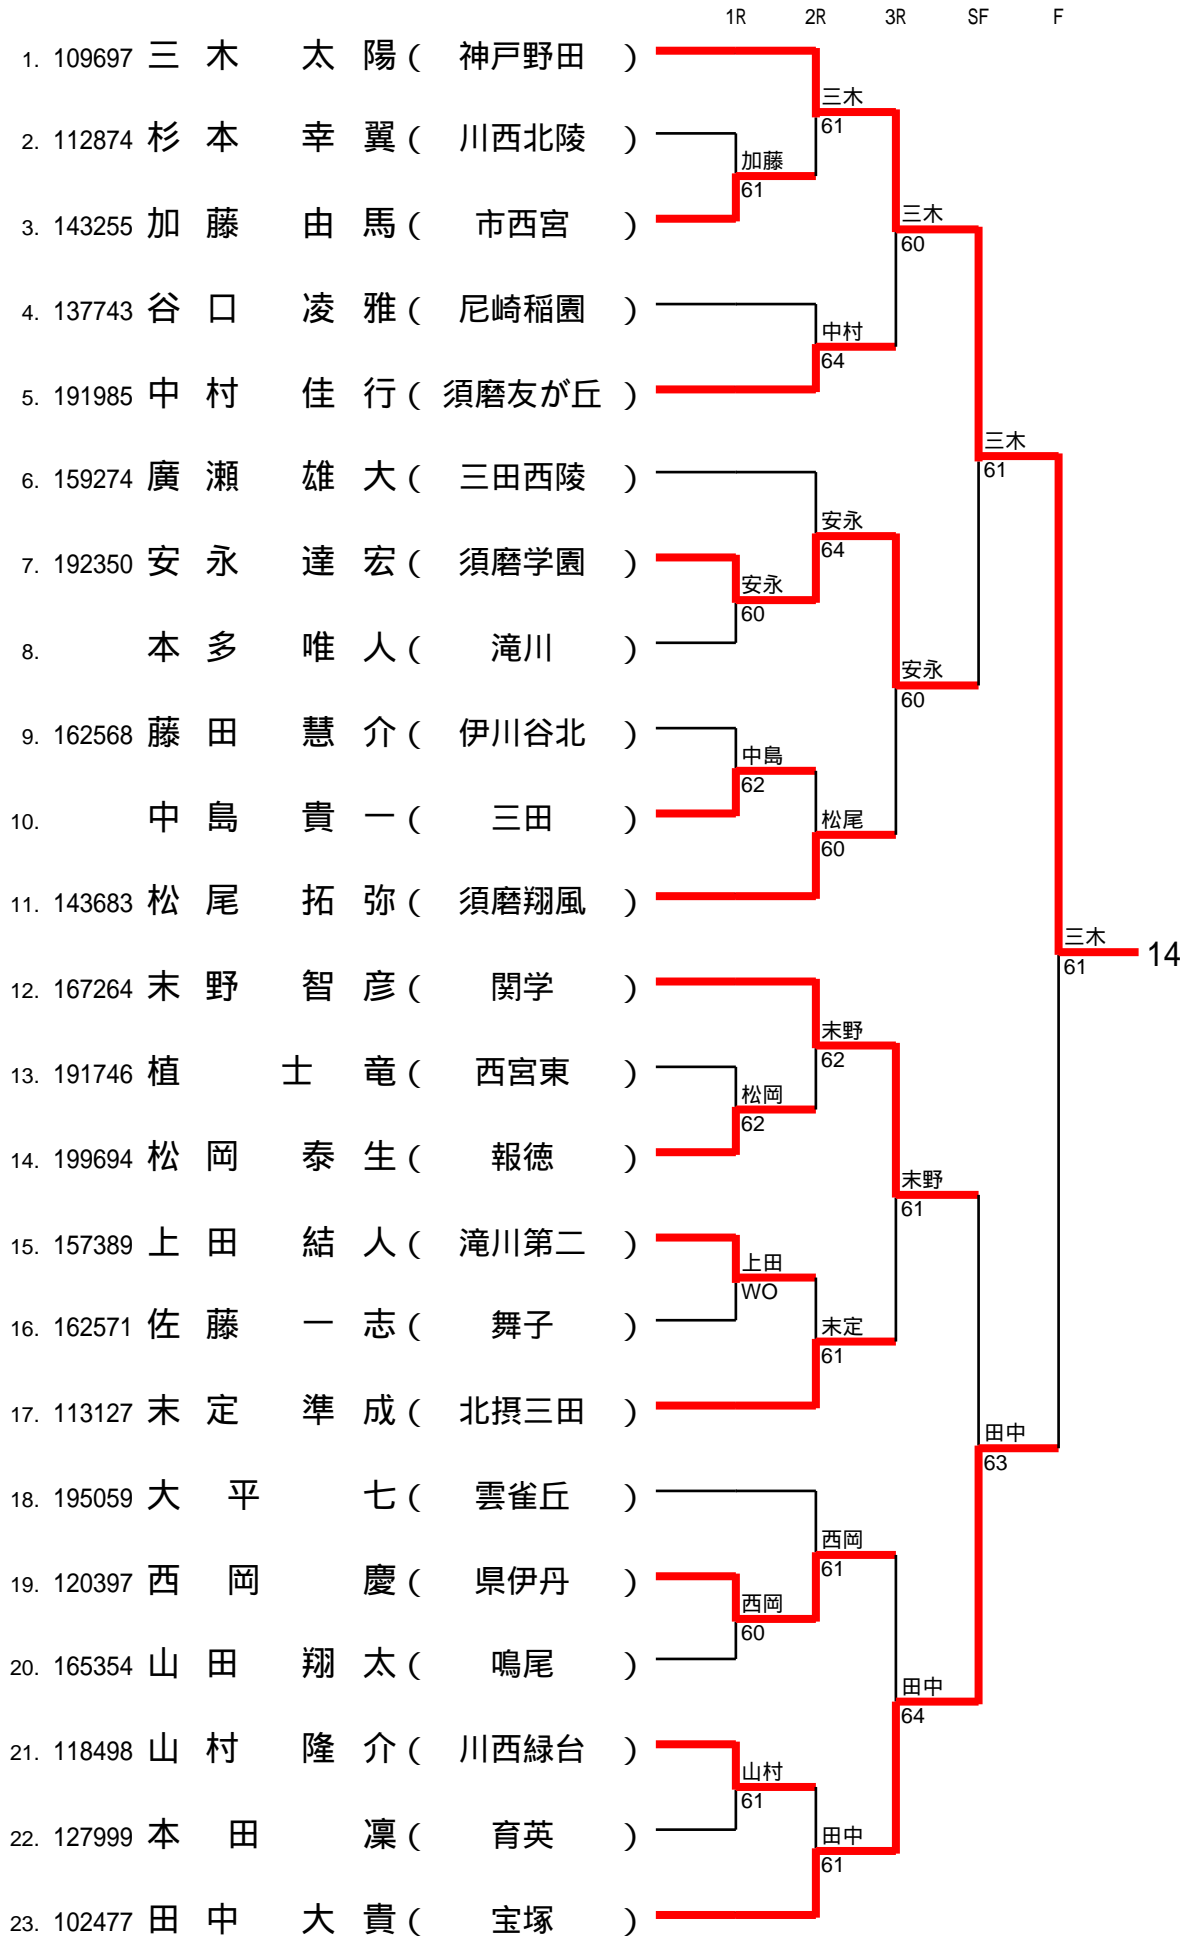 1R 2R 3R SF F
1. 109697 三木 太陽 ( 神戸野田 )
三木
61
2. 112874 杉本 幸翼 ( 川西北陵 )
加藤
61
3. 143255 加藤 由馬 ( 市西宮 )
三木
60
4. 137743 谷口 凌雅 ( 尼崎稲園 )
中村
64
5. 191985 中村 佳行 ( 須磨友が丘 )
三木
61
6. 159274 廣瀬 雄大 ( 三田西陵 )
安永
64
7. 192350 安永 達宏 ( 須磨学園 )
安永
60
8. 本多 唯人 ( 滝川 )
安永
60
9. 162568 藤田 慧介 ( 伊川谷北 )
中島
62
10. 中島 貴一 ( 三田 )
松尾
60
11. 143683 松尾 拓弥 ( 須磨翔風 )
三木
61
14
12. 167264 末野 智彦 ( 関学 )
末野
62
13. 191746 植 士竜 ( 西宮東 )
松岡
62
14. 199694 松岡 泰生 ( 報徳 )
末野
61
15. 157389 上田 結人 ( 滝川第二 )
上田
WO
16. 162571 佐藤 一志 ( 舞子 )
末定
61
17. 113127 末定 準成 ( 北摂三田 )
田中
63
18. 195059 大平 七 ( 雲雀丘 )
西岡
61
19. 120397 西岡 慶 ( 県伊丹 )
西岡
60
20. 165354 山田 翔太 ( 鳴尾 )
田中
64
21. 118498 山村 隆介 ( 川西緑台 )
山村
61
22. 127999 本田 凜 ( 育英 )
田中
61
23. 102477 田中 大貴 ( 宝塚 )